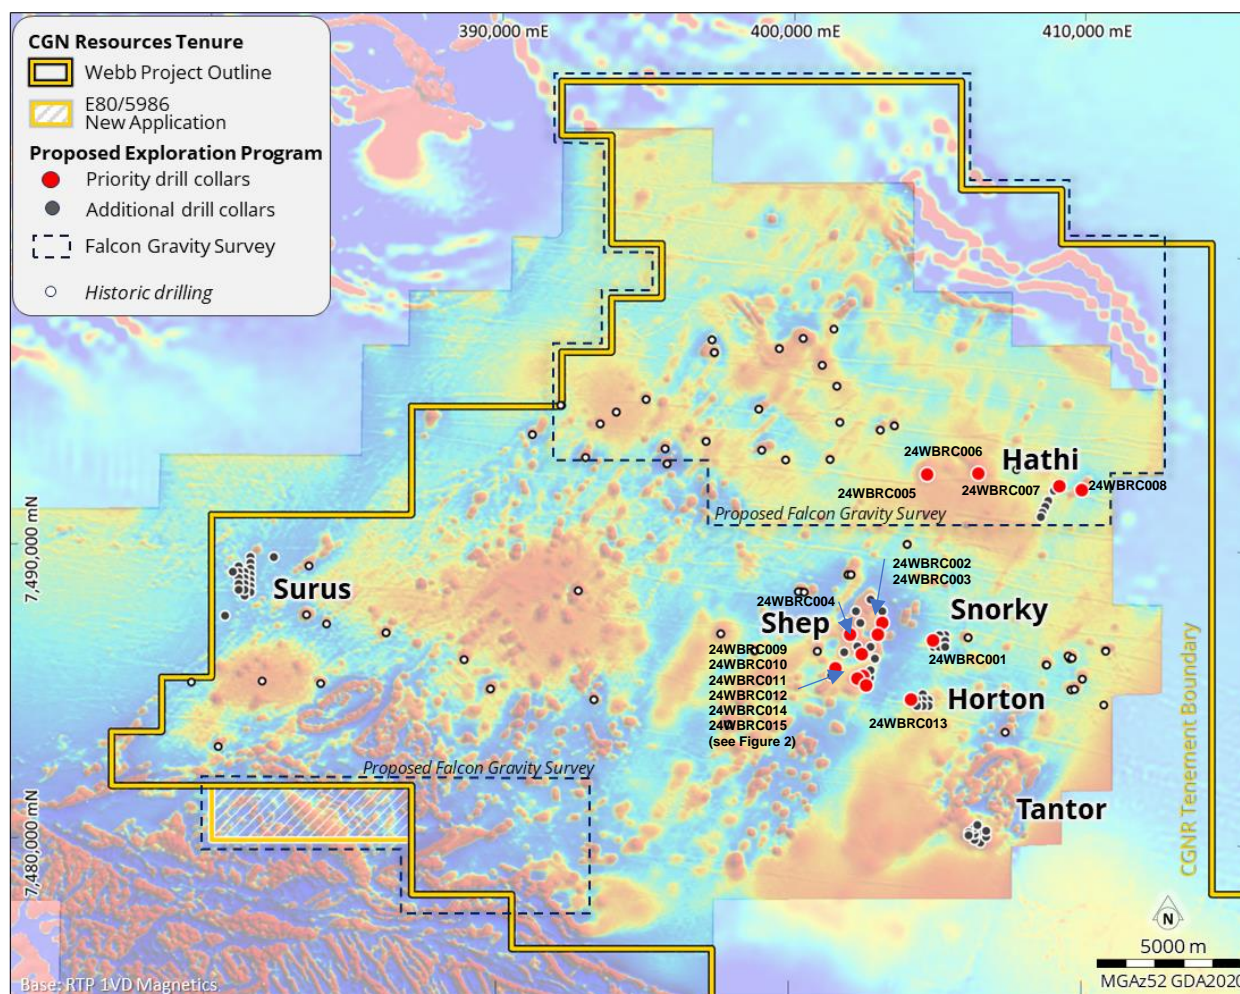 390,000 mE
400,000 mE
410,000 mE
CGN Resources Tenure
Webb Project Outline
E80/5986
New Application
Proposed Exploration Program
Priority drill collars
Additional drill collars
Falcon Gravity Survey
Historic drilling
7,490,000 mN
7,480,000 mN
24WBRC006
Hathi
24WBRC005
24WBRC007
24WBRC008
Proposed Falcon Gravity Survey
24WBRC002
24WBRC003
Surus
24WBRC004
Shep
Snorky
24WBRC001
24WBRC009
24WBRC010
24WBRC011
24WBRC012
24WBRC014
24WBRC015
(see Figure 2)
Horton
24WBRC013
Proposed Falcon Gravity Survey
Tantor
CGNR Tenement Boundary
N
5000 m
MGAz52 GDA2020
Base: RTP 1VD Magnetics